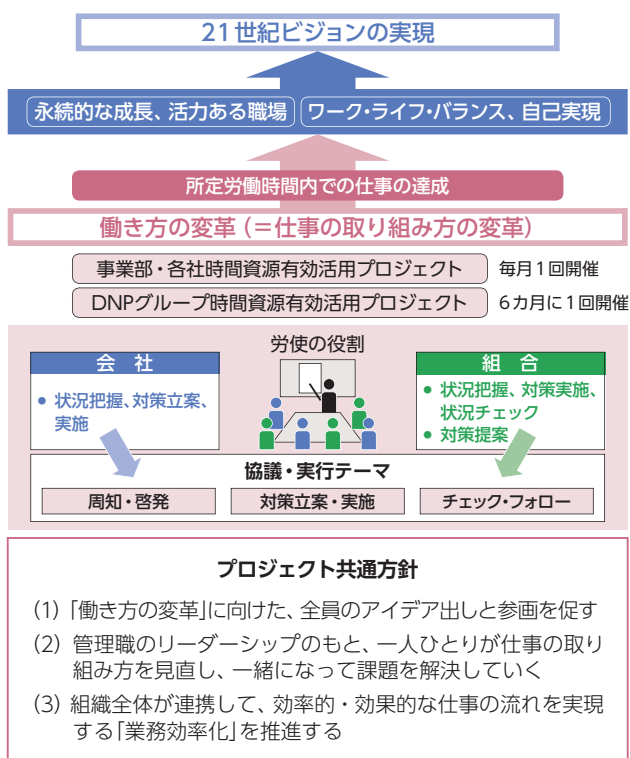 21世紀ビジョンの実現
永続的な成長、活力ある職場
ワーク・ライフ・バランス、自己実現
所定労働時間内での仕事の達成
働き方の変革（＝仕事の取り組み方の変革）
事業部・各社時間資源有効活用プロジェクト
毎月1回開催
DNPグループ時間資源有効活用プロジェクト
6カ月に1回開催
労使の役割
会　社
● 状況把握、対策立案、
実施
組　合
● 状況把握、対策実施、
状況チェック
● 対策提案
協議・実行テーマ
周知・啓発
対策立案・実施
チェック・フォロー
プロジェクト共通方針
(1)「働き方の変革」に向けた、全員のアイデア出しと参画を促す
(2) 管理職のリーダーシップのもと、一人ひとりが仕事の取り
組み方を見直し、一緒になって課題を解決していく
(3) 組織全体が連携して、効率的・効果的な仕事の流れを実現
する「業務効率化」を推進する